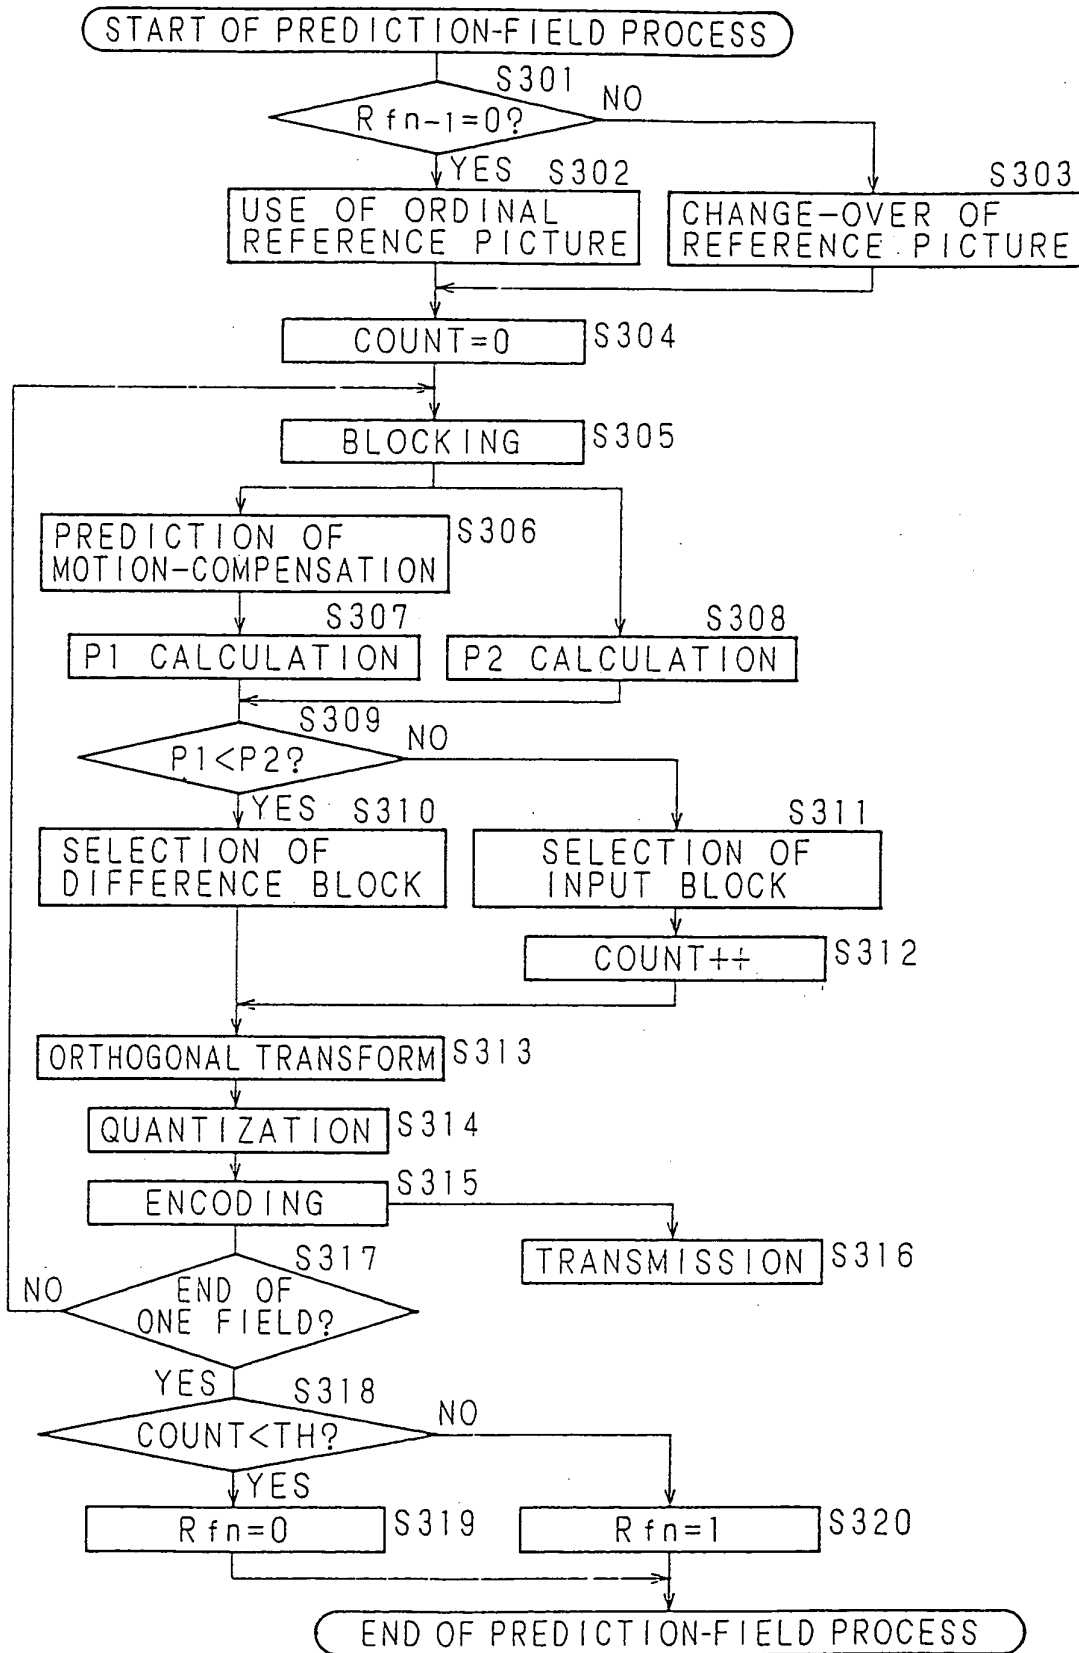 START OF PREDICTION-FIELD PROCESS
S301
Rfn-1=0?
NO
YES
S302
S303
USE OF ORDINAL
REFERENCE PICTURE
CHANGE-OVER OF
REFERENCE PICTURE
COUNT=0
S304
BLOCKING
S305
PREDICTION OF
MOTION-COMPENSATION
S306
S307
S308
P1 CALCULATION
P2 CALCULATION
S309
P1<P2?
NO
YES
S310
S311
SELECTION OF
DIFFERENCE BLOCK
SELECTION OF
INPUT BLOCK
COUNT++
S312
ORTHOGONAL TRANSFORM
S313
QUANTIZATION
S314
ENCODING
S315
TRANSMISSION
S316
S317
NO
END OF
ONE FIELD?
YES
S318
COUNT<TH?
NO
YES
Rfn=0
S319
Rfn=1
S320
END OF PREDICTION-FIELD PROCESS